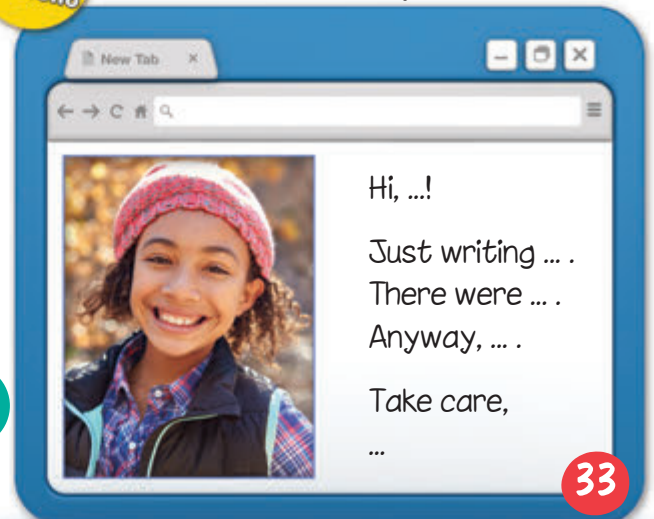 New Tab
Hi, ...!
Just writing ... .
There were ... .
Anyway, ... .
Take care,
...
33